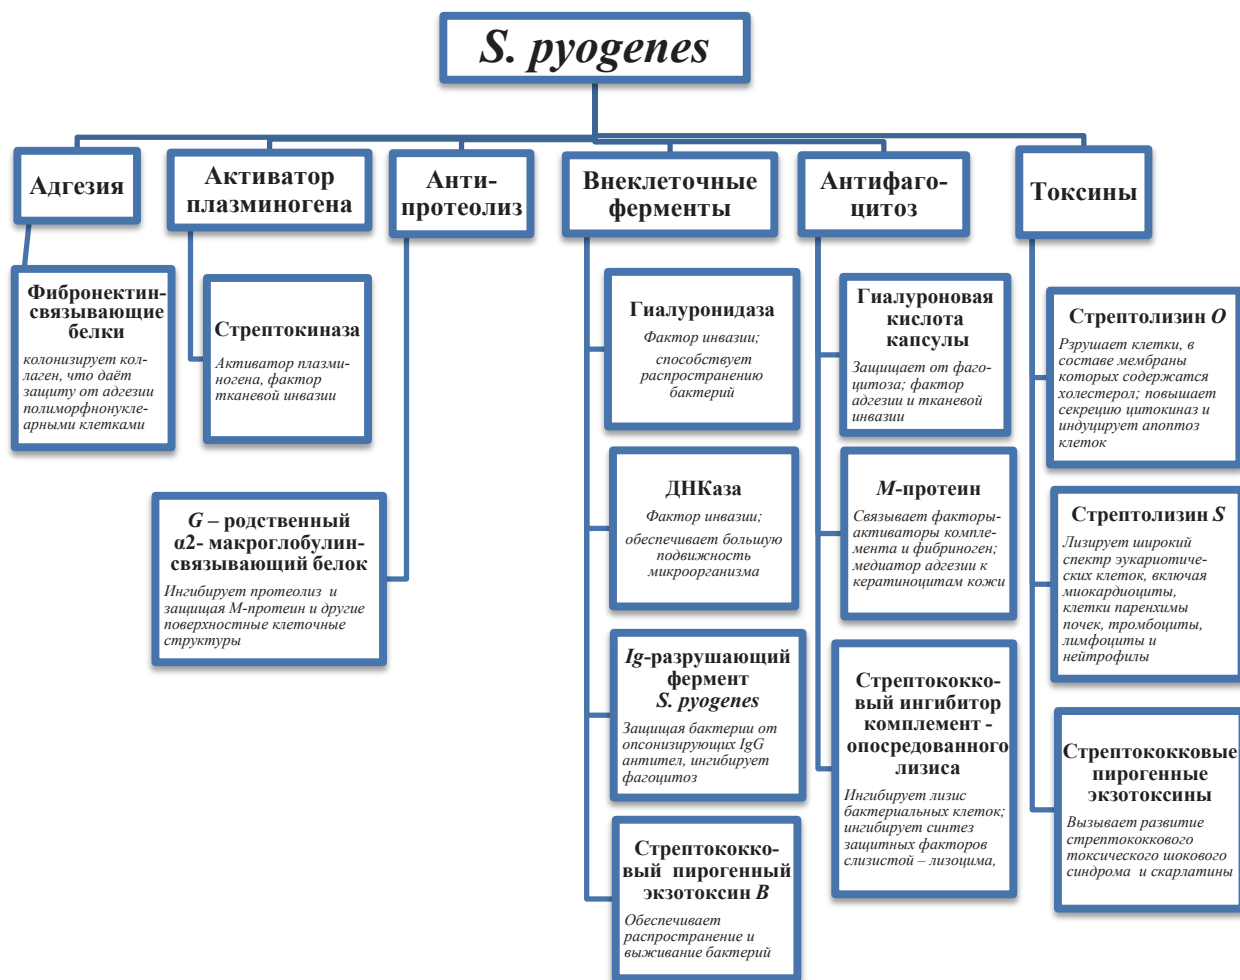 S. pyogenes
Адгезия
Активатор
плазминогена
Анти-
протеолиз
Внеклеточные
ферменты
Антифаго-
цитоз
Токсины
Фибронектин-
связывающие
белки
колонизирует кол-
лаген, что даёт
защиту от адгезии
полиморфнонукле-
арными клетками
Стрептокиназа
Активатор плазми-
ногена, фактор
тканевой инвазии
G – родственный
α2- макроглобулин-
связывающий белок
Ингибирует протеолиз и
защищая М-протеин и другие
поверхностные клеточные
структуры
Гиалуронидаза
Фактор инвазии;
способствует
распространению
бактерий
ДНКаза
Фактор инвазии;
обеспечивает большую
подвижность
микроорганизма
Ig-разрушающий
фермент
S. pyogenes
Защищая бактерии от
опсонизирующих IgG
антител, ингибирует
фагоцитоз
Стрептококко-
вый пирогенный
экзотоксин B
Обеспечивает
распространение и
выживание бактерий
Гиалуроновая
кислота
капсулы
Защищает от фаго-
цитоза; фактор
адгезии и тканевой
инвазии
M-протеин
Связывает факторы-
активаторы компле-
мента и фибриноген;
медиатор адгезии к
кератиноцитам кожи
Стрептококко-
вый ингибитор
комплемент -
опосредованного
лизиса
Ингибирует лизис
бактериальных клеток;
ингибирует синтез
защитных факторов
слизистой – лизоцима,
Стрептолизин O
Рзрушает клетки, в
составе мембраны
которых содержатся
холестерол; повышает
секрецию цитокиназ и
индуцирует апоптоз
клеток
Стрептолизин S
Лизирует широкий
спектр эукариоти-
ческих клеток, включая
миокардиоциты,
клетки паренхимы
почек, тромбоциты,
лимфоциты и
нейтрофилы
Стрептококковые
пирогенные
экзотоксины
Вызывает развитие
стрептококкового
токсического шокового
синдрома и скарлатины